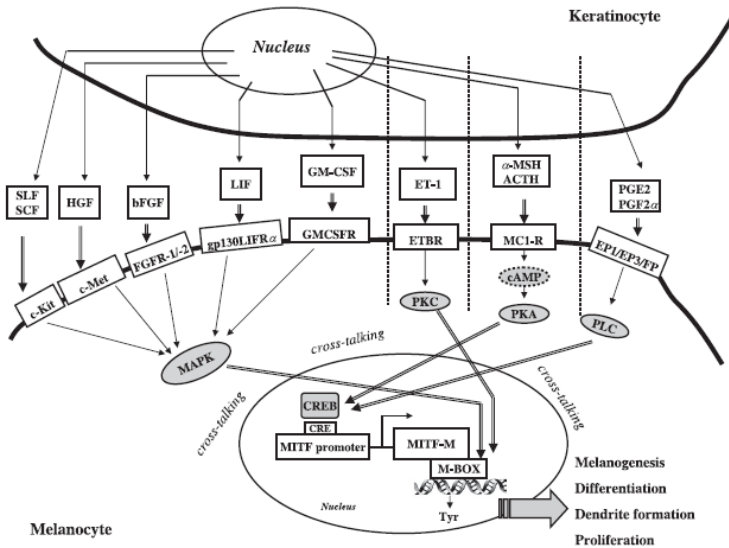 Keratinocyte
Nucleus
SLF
SCF
HGF
bFGF
LIF
GM-CSF
ET-1
α-MSH
ACTH
PGE2
PGF2α
c-Kit
c-Met
FGFR-1/-2
gp130LIFRα
GMCSFR
ETBR
MC1-R
EP1/EP3/FP
cAMP
PKC
PKA
PLC
MAPK
cross-talking
cross-talking
cross-talking
CREB
CRE
MITF promoter
MITF-M
M-BOX
Nucleus
Tyr
Melanogenesis
Differentiation
Dendrite formation
Proliferation
Melanocyte